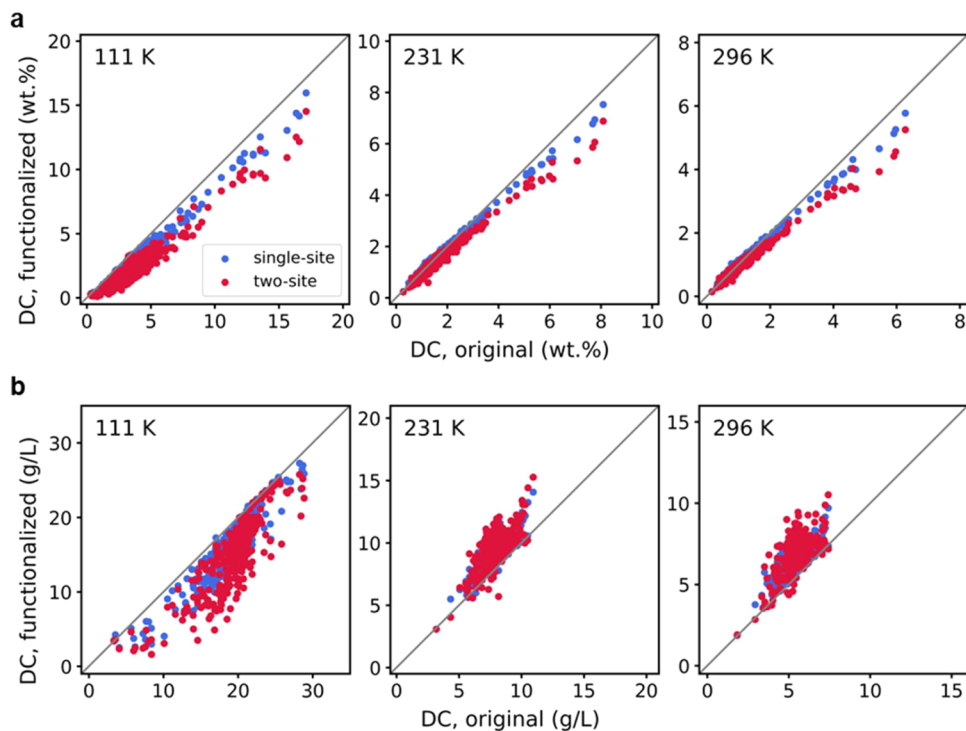 a
DC, functionalized (wt.%)
111 K
20
15
10
5
0
0 5 10 15 20
single-site
two-site
231 K
10
8
6
4
2
0
0 2 4 6 8 10
296 K
8
6
4
2
0
0 2 4 6 8
DC, original (wt.%)
b
DC, functionalized (g/L)
111 K
30
20
10
0
0 10 20 30
231 K
20
15
10
5
0
0 5 10 15 20
296 K
15
10
5
0
0 5 10 15
DC, original (g/L)